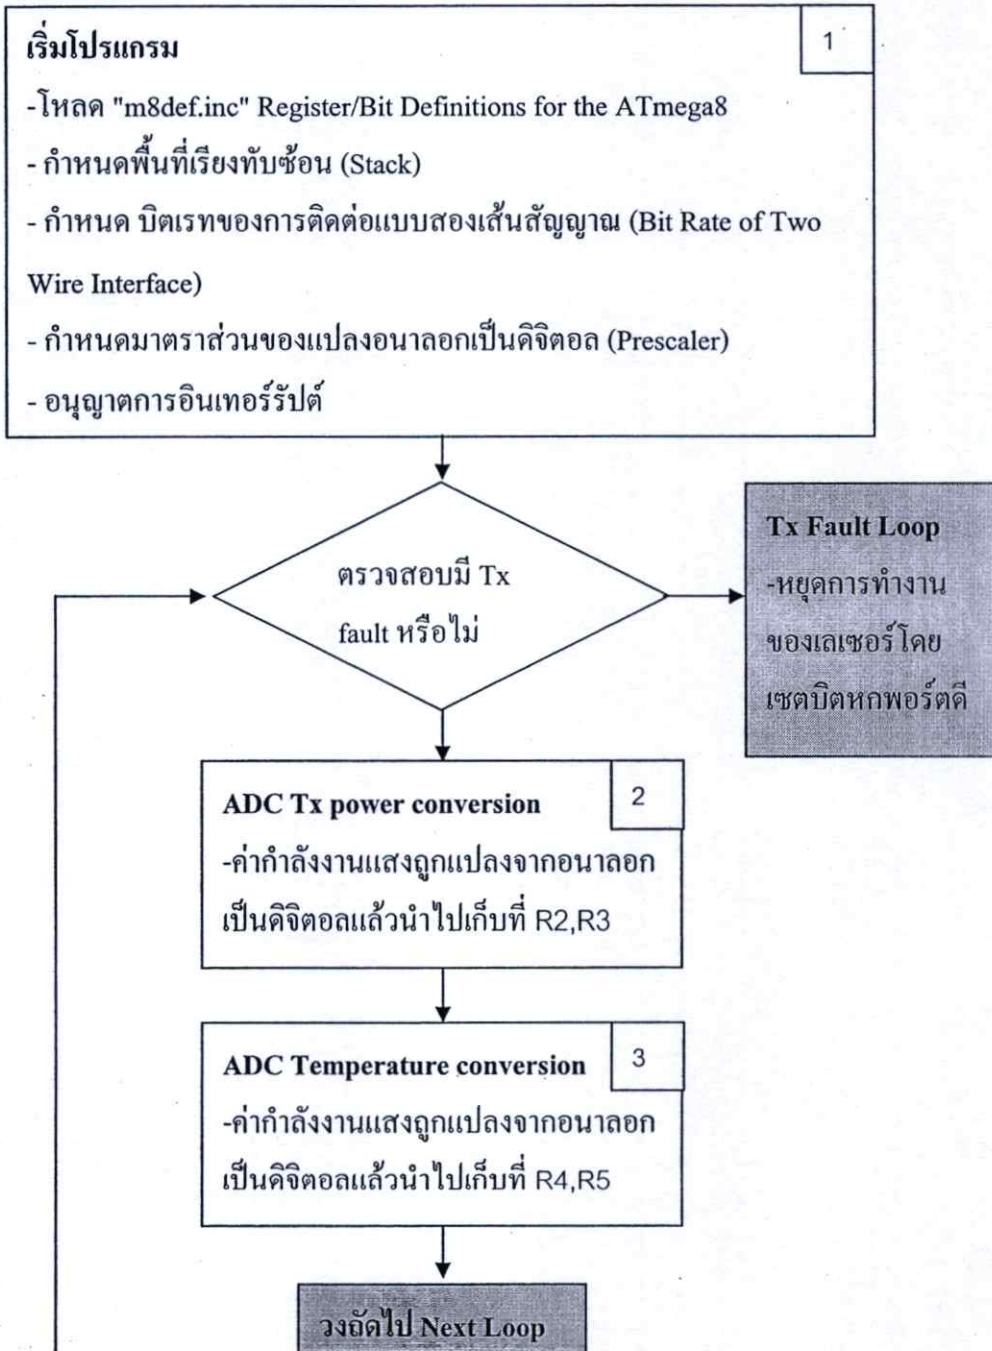 1
เริ่มโปรแกรม
-โหลด "m8def.inc" Register/Bit Definitions for the ATmega8
- กำหนดพื้นที่เรียงทับซ้อน (Stack)
- กำหนด บิตเรทของการติดต่อแบบสองเส้นสัญญาณ (Bit Rate of Two
Wire Interface)
- กำหนดมาตราส่วนของแปลงอนาลอกเป็นดิจิตอล (Prescaler)
- อนุญาตการอินเทอร์รัปต์
ตรวจสอบมี Tx
fault หรือไม่
Tx Fault Loop
-หยุดการทำงาน
ของเลเซอร์โดย
เซตบิตหกพอร์ตดี
ADC Tx power conversion
2
-ค่ากำลังงานแสงถูกแปลงจากอนาลอก
เป็นดิจิตอลแล้วนำไปเก็บที่ R2,R3
ADC Temperature conversion
3
-ค่ากำลังงานแสงถูกแปลงจากอนาลอก
เป็นดิจิตอลแล้วนำไปเก็บที่ R4,R5
วงถัดไป Next Loop